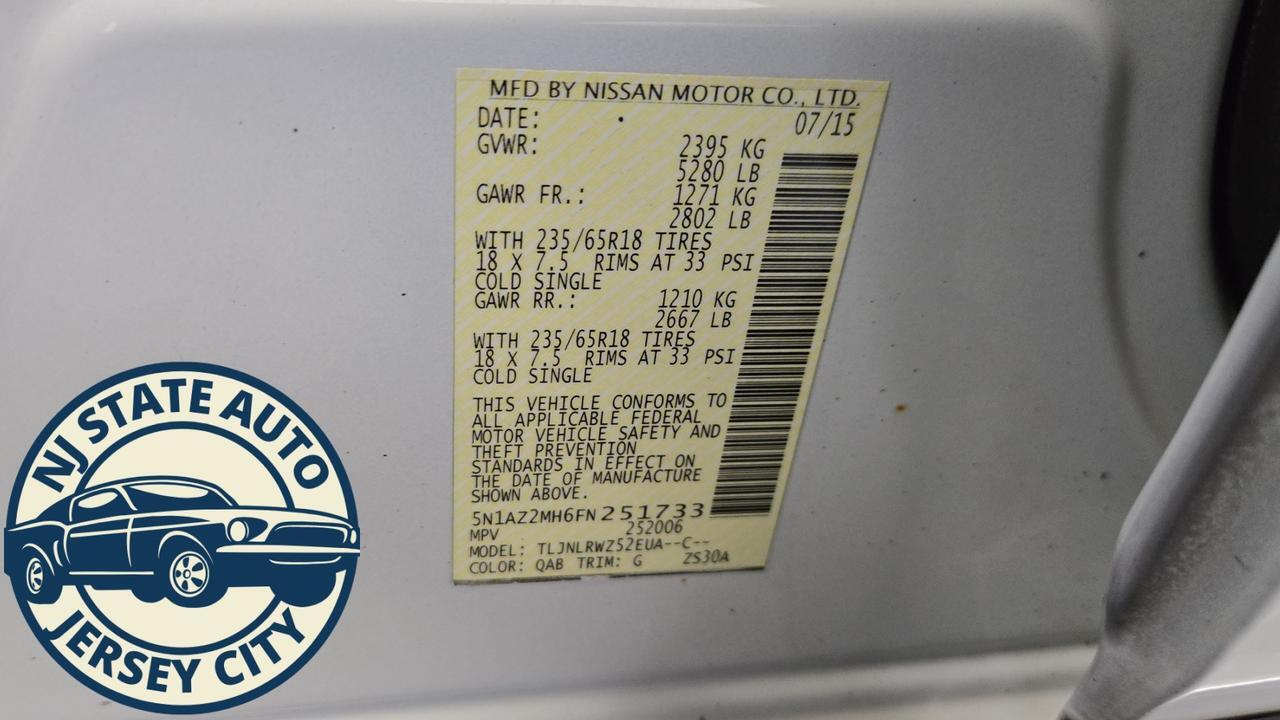 MFD BY NISSAN MOTOR CO., LTD.
DATE: 07/15
GVWR: 2395 KG
5280 LB
GAWR FR.: 1271 KG
2802 LB
WITH 235/65R18 TIRES
18 X 7.5 RIMS AT 33 PSI
COLD SINGLE
GAWR RR.: 1210 KG
2667 LB
WITH 235/65R18 TIRES
18 X 7.5 RIMS AT 33 PSI
COLD SINGLE
THIS VEHICLE CONFORMS TO
ALL APPLICABLE FEDERAL
MOTOR VEHICLE SAFETY AND
THEFT PREVENTION
STANDARDS IN EFFECT ON
THE DATE OF MANUFACTURE
SHOWN ABOVE.
5N1AZ2MH6FN251733
MPV 252006
MODEL: TLJNLRWZ52EUA--C--
COLOR: QAB TRIM: G ZS30A
NJ STATE AUTO
JERSEY CITY